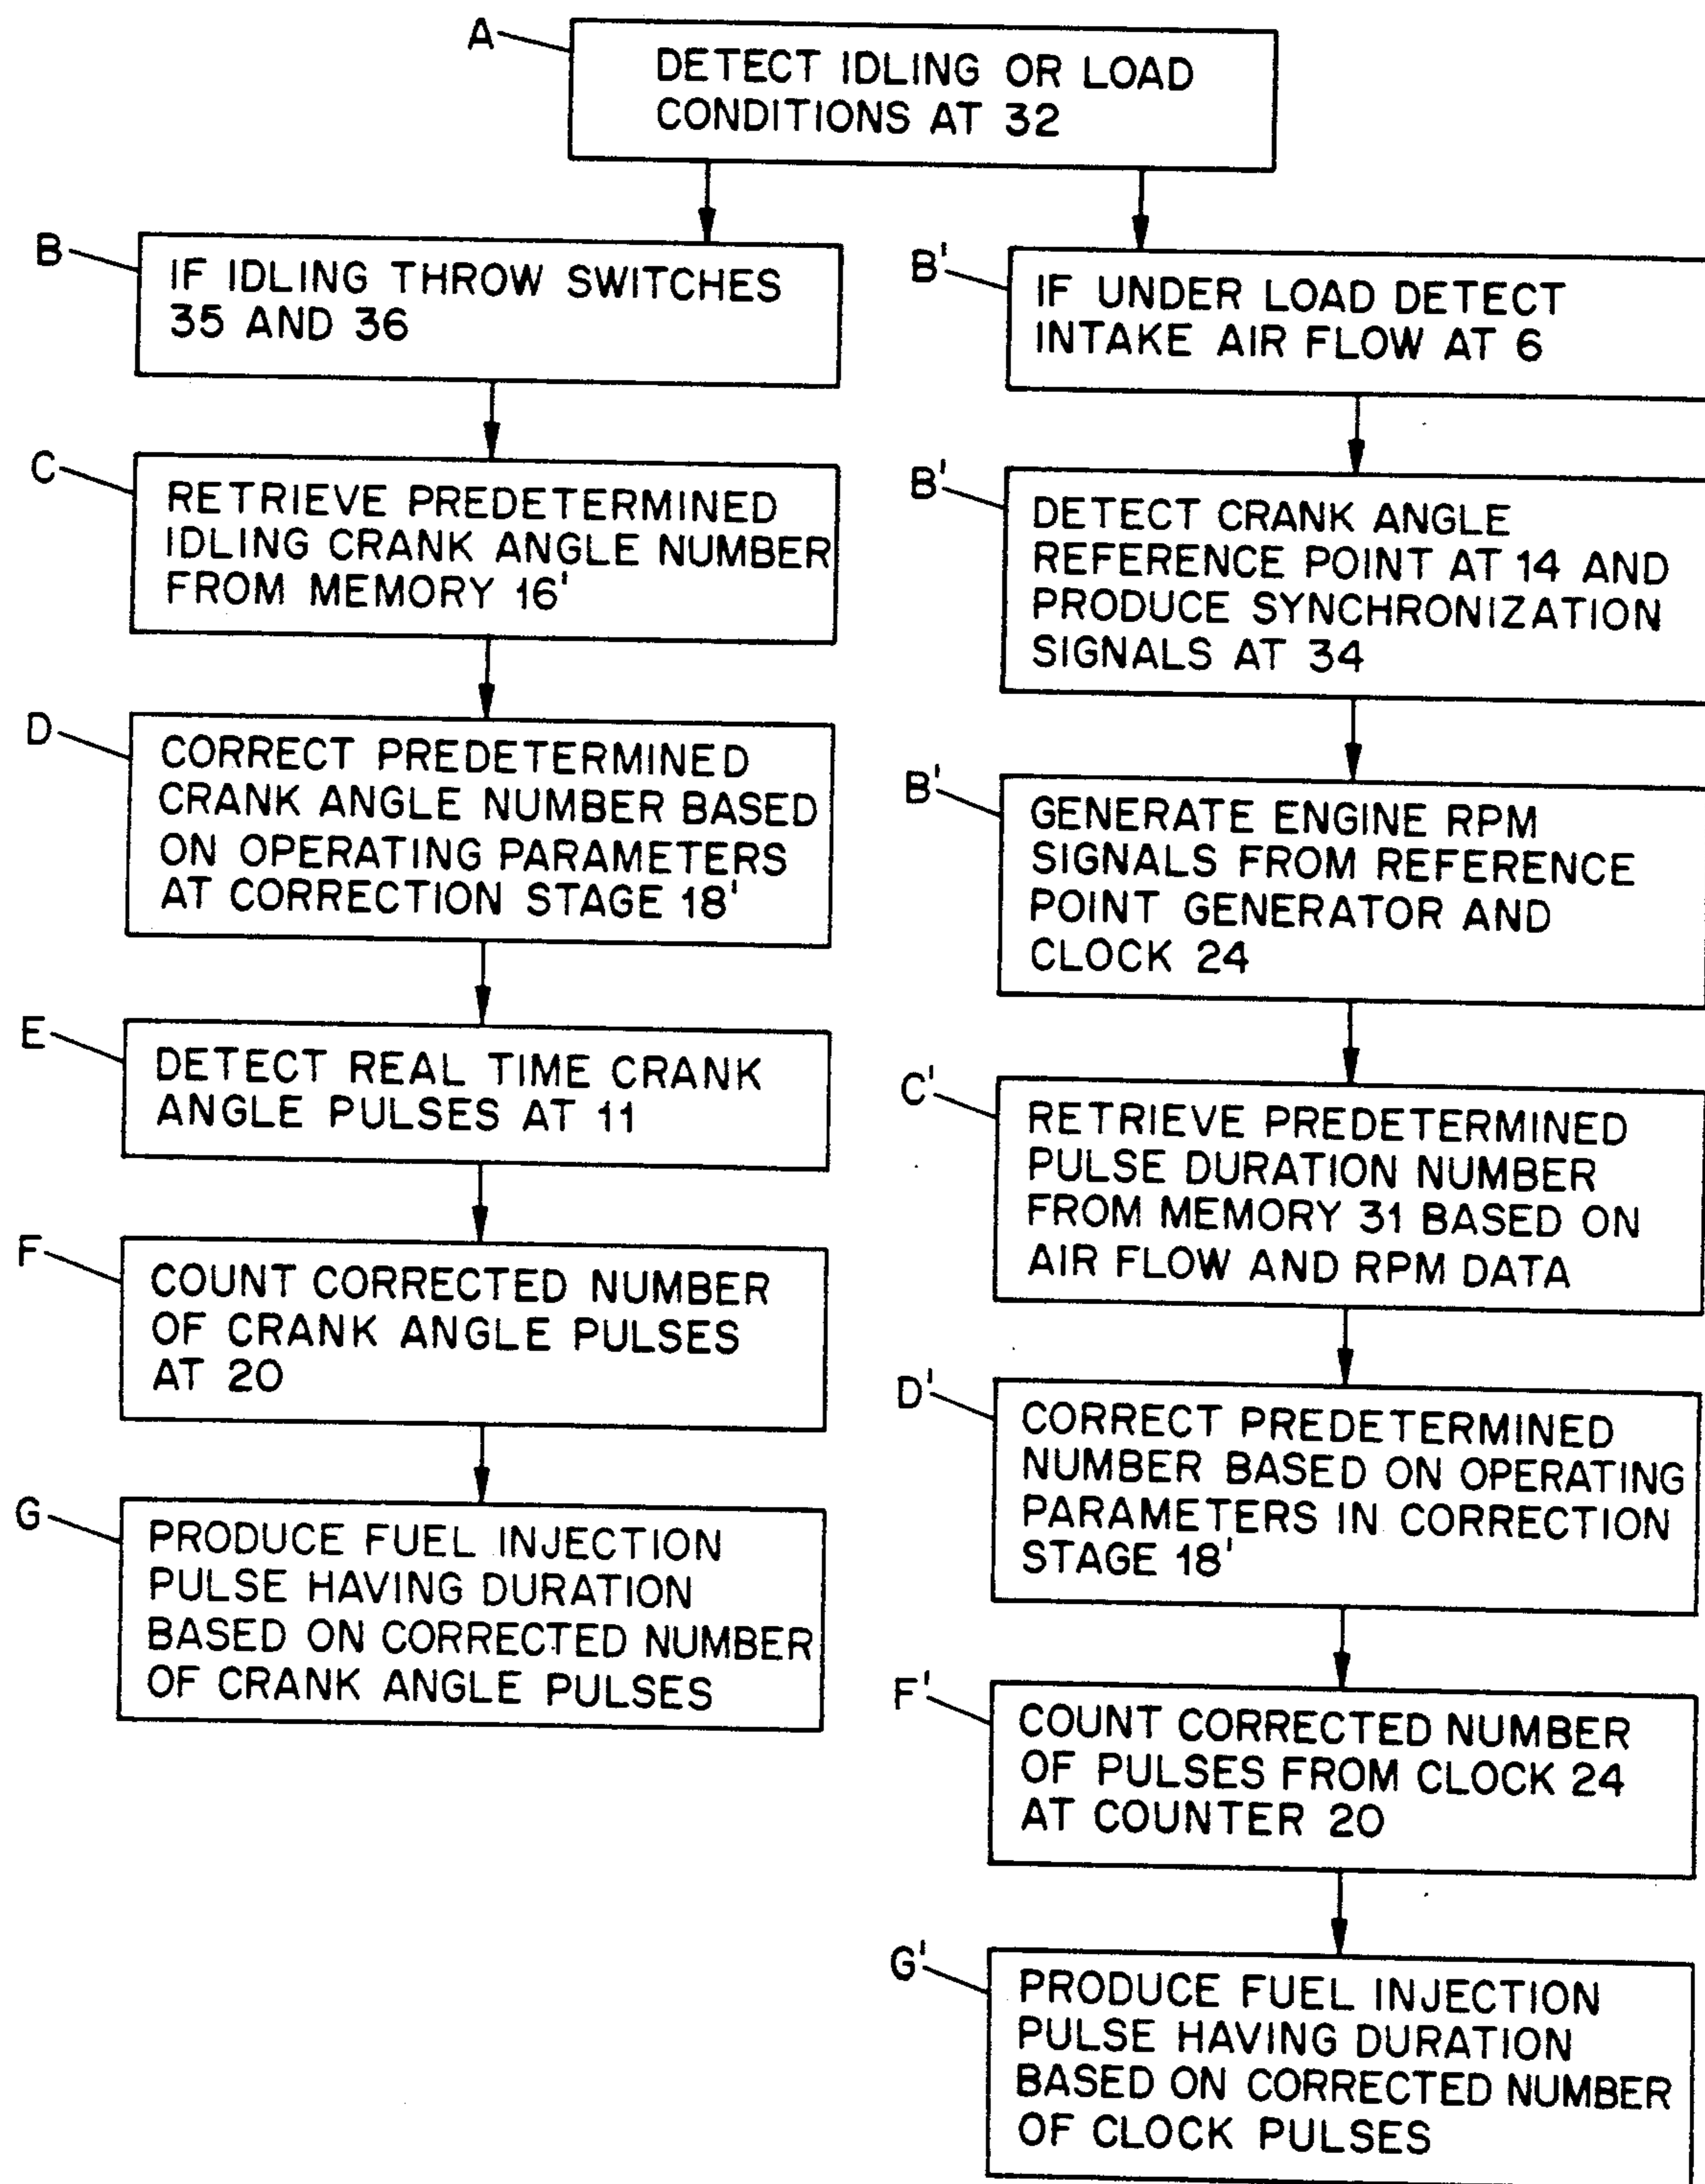 A
DETECT IDLING OR LOAD
CONDITIONS AT 32
B
IF IDLING THROW SWITCHES
35 AND 36
C
RETRIEVE PREDETERMINED
IDLING CRANK ANGLE NUMBER
FROM MEMORY 16'
D
CORRECT PREDETERMINED
CRANK ANGLE NUMBER BASED
ON OPERATING PARAMETERS
AT CORRECTION STAGE 18'
E
DETECT REAL TIME CRANK
ANGLE PULSES AT 11
F
COUNT CORRECTED NUMBER
OF CRANK ANGLE PULSES
AT 20
G
PRODUCE FUEL INJECTION
PULSE HAVING DURATION
BASED ON CORRECTED NUMBER
OF CRANK ANGLE PULSES
B'
IF UNDER LOAD DETECT
INTAKE AIR FLOW AT 6
B'
DETECT CRANK ANGLE
REFERENCE POINT AT 14 AND
PRODUCE SYNCHRONIZATION
SIGNALS AT 34
B'
GENERATE ENGINE RPM
SIGNALS FROM REFERENCE
POINT GENERATOR AND
CLOCK 24
C'
RETRIEVE PREDETERMINED
PULSE DURATION NUMBER
FROM MEMORY 31 BASED ON
AIR FLOW AND RPM DATA
D'
CORRECT PREDETERMINED
NUMBER BASED ON OPERATING
PARAMETERS IN CORRECTION
STAGE 18'
F'
COUNT CORRECTED NUMBER
OF PULSES FROM CLOCK 24
AT COUNTER 20
G'
PRODUCE FUEL INJECTION
PULSE HAVING DURATION
BASED ON CORRECTED NUMBER
OF CLOCK PULSES